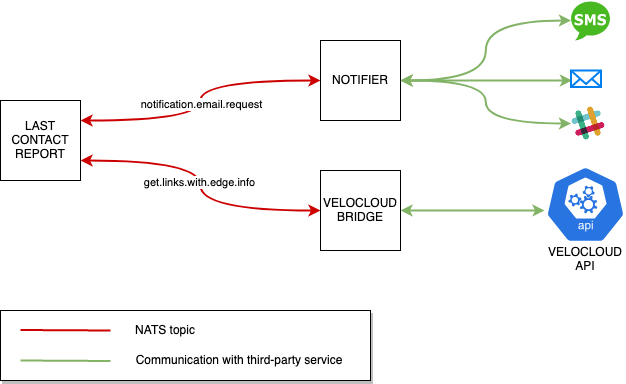 SMS
NOTIFIER
notification.email.request
LAST
CONTACT
REPORT
get.links.with.edge.info
VELOCLOUD
BRIDGE
api
VELOCLOUD
API
NATS topic
Communication with third-party service